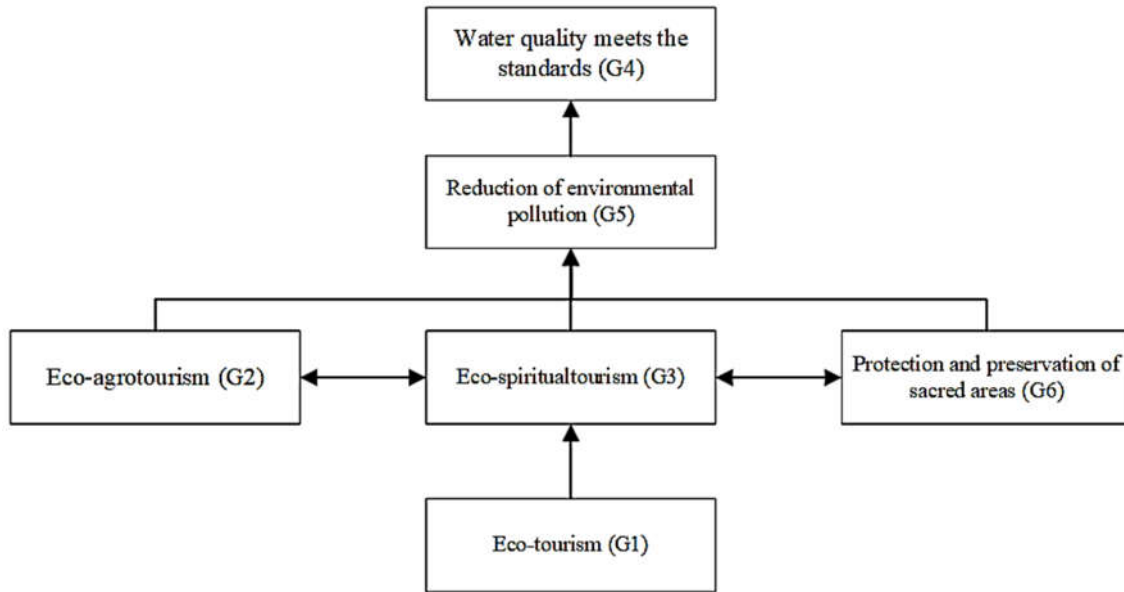 Water quality meets the
standards (G4)
Reduction of environmental
pollution (G5)
Eco-agrotourism (G2)
Eco-spiritualtourism (G3)
Protection and preservation of
sacred areas (G6)
Eco-tourism (G1)